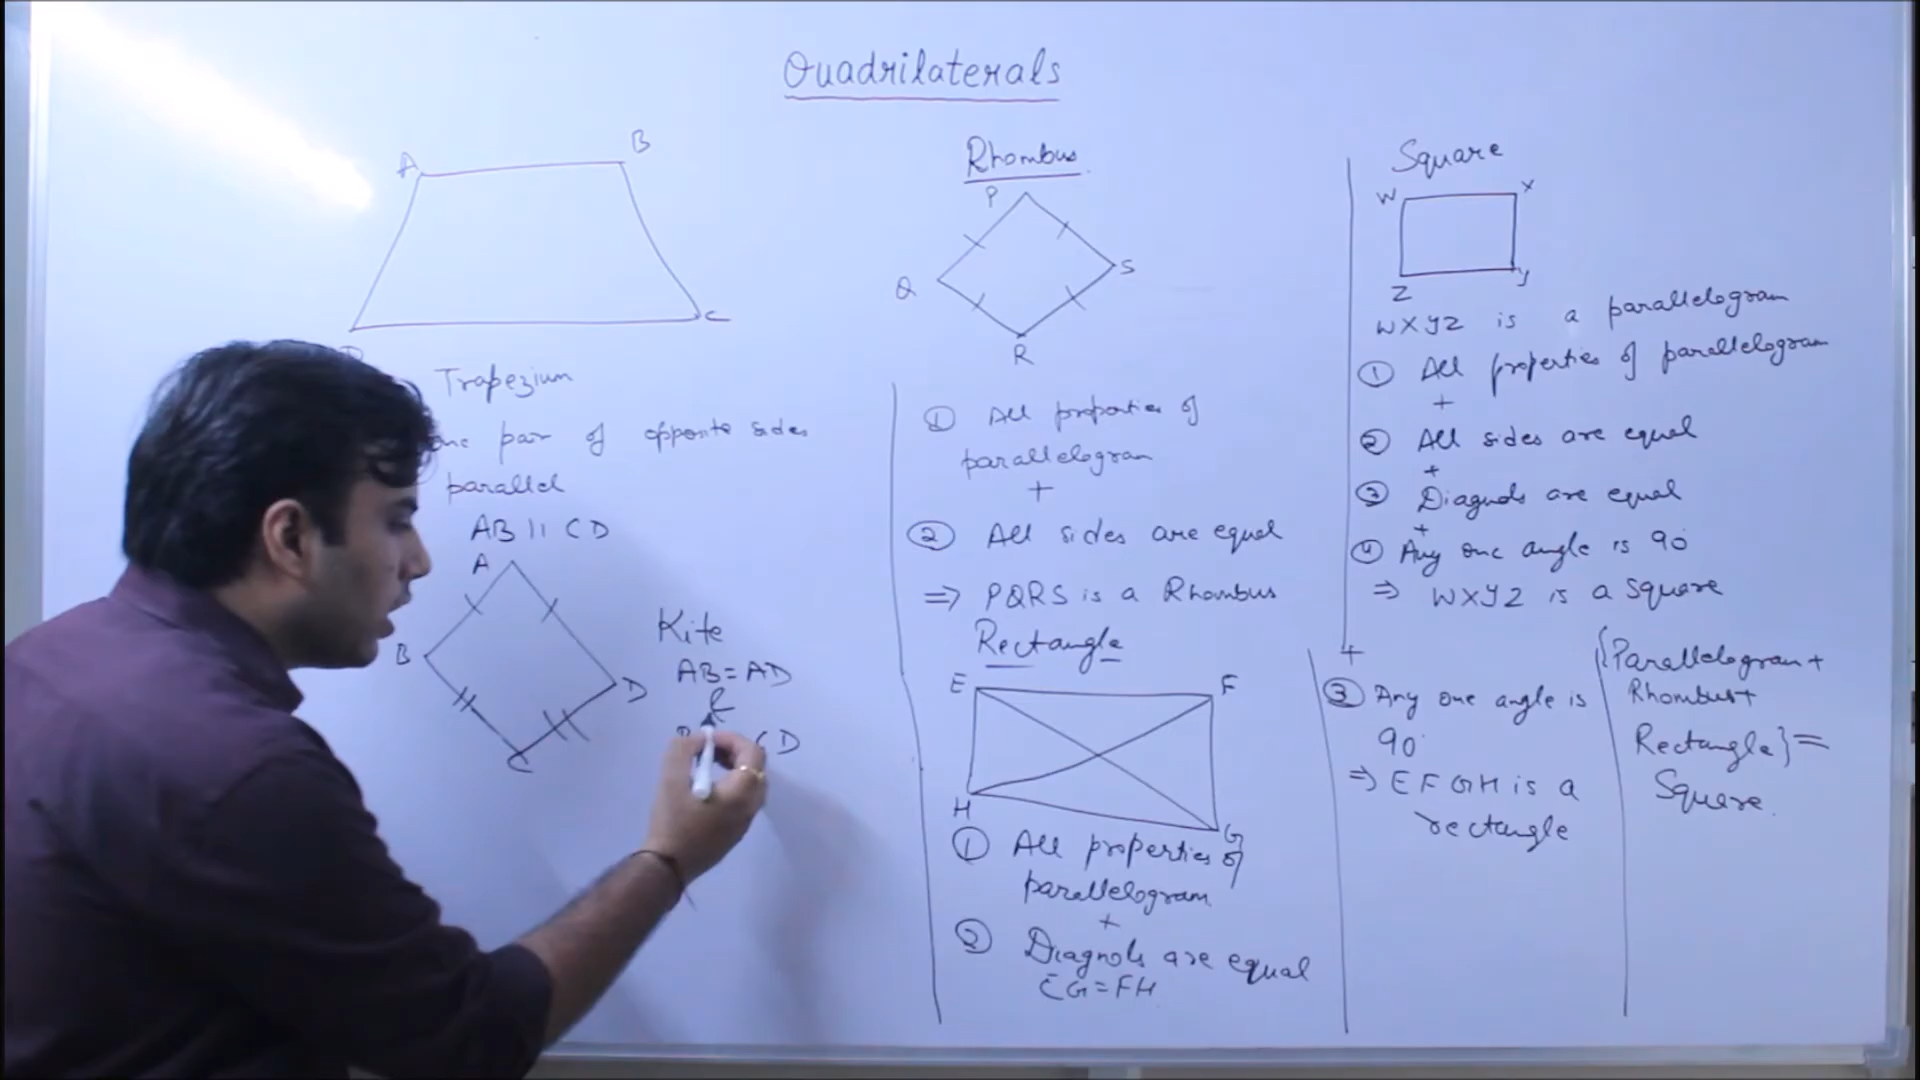 Quadrilaterals
A B
C
Trapezium
one pair of opposite sides
parallel
AB || CD
A
B
D
C
Kite
AB = AD
&
CD
Rhombus
P
Q
S
R
① All properties of
parallelogram
+
② All sides are equal
⇒ PQRS is a Rhombus
Rectangle
E F
H
G
① All properties of
parallelogram
+
② Diagnols are equal
EG = FH
+
③ Any one angle is
90°
⇒ EFGH is a
rectangle
Square
W X
Z Y
WXYZ is a parallelogram
① All properties of parallelogram
+
② All sides are equal
+
③ Diagnols are equal
+
④ Any one angle is 90°
⇒ WXYZ is a square
{Parallelogram +
Rhombus +
Rectangle} =
Square.